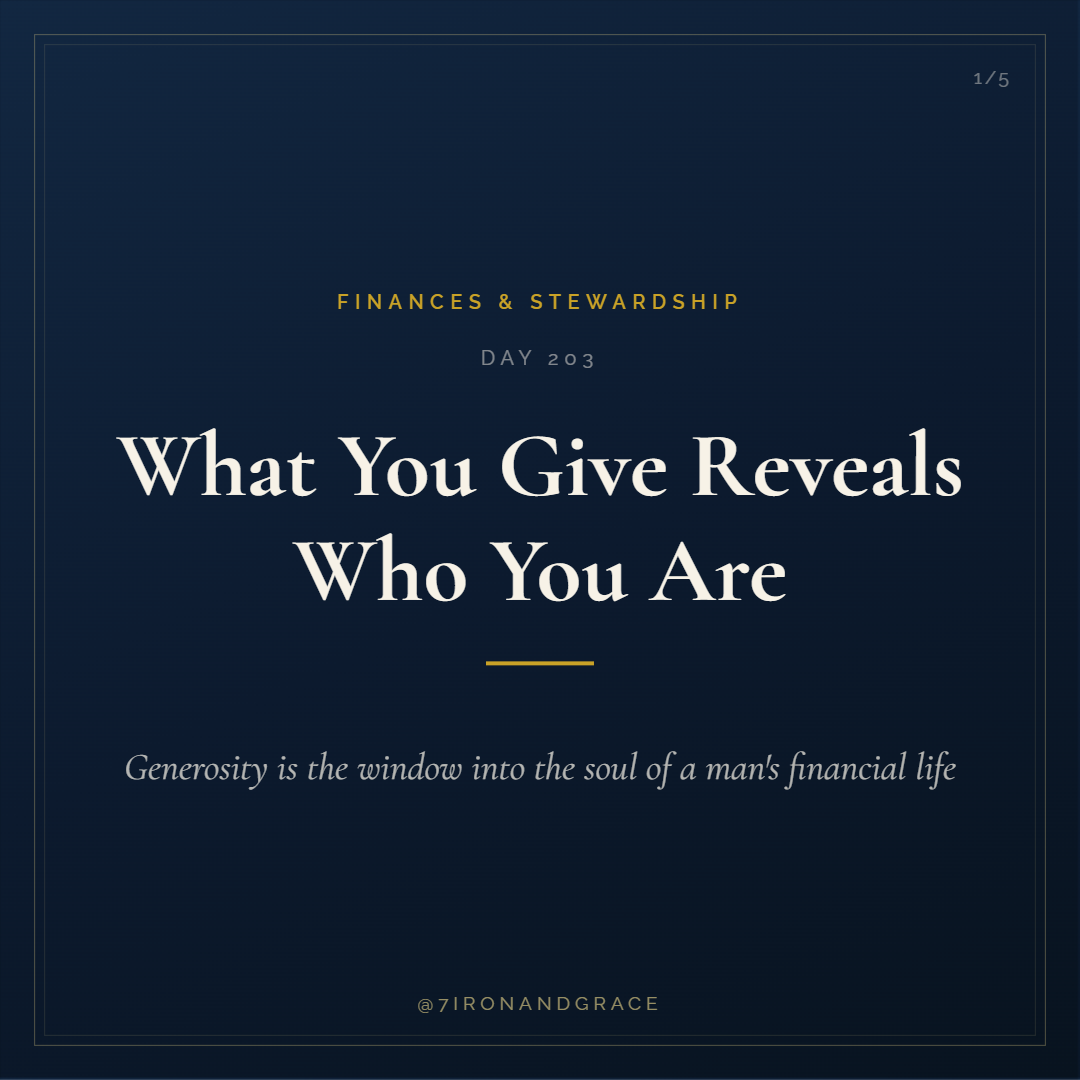 1/5
FINANCES & STEWARDSHIP
DAY 203
What You Give Reveals
Who You Are
Generosity is the window into the soul of a man's financial life
@7IRONANDGRACE